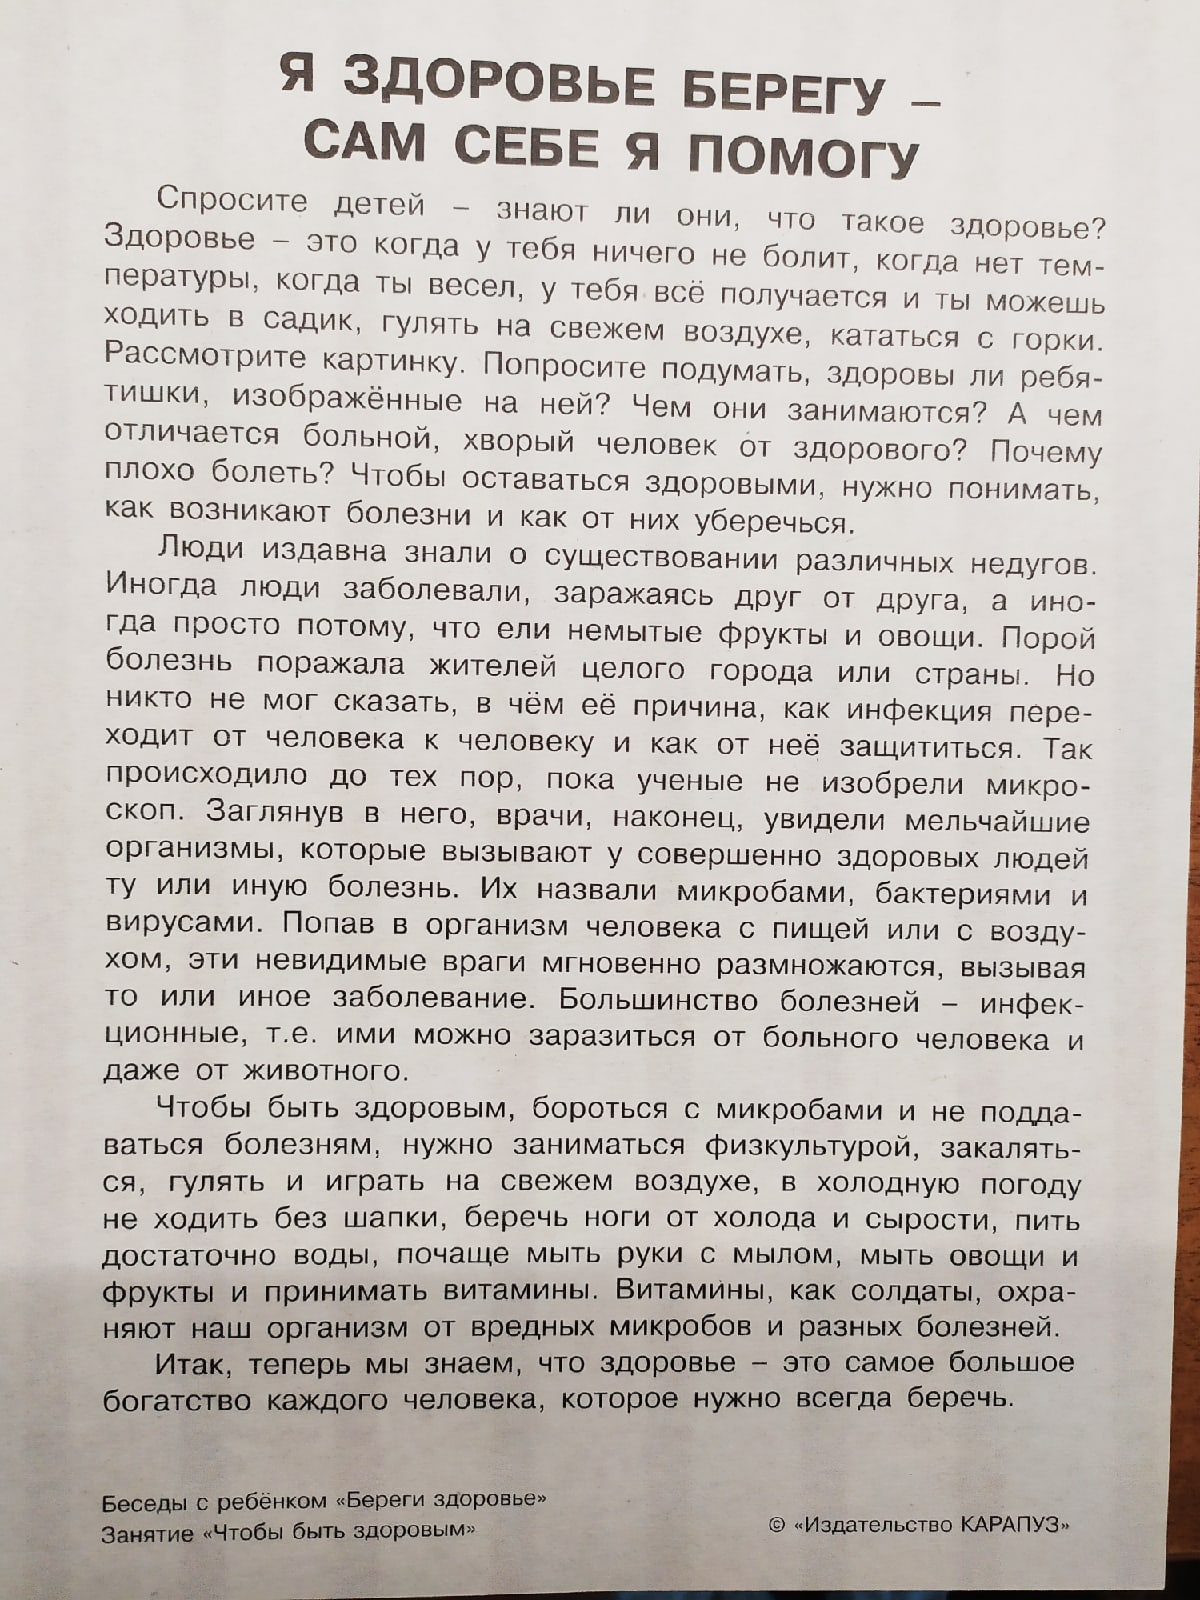 Я ЗДОРОВЬЕ БЕРЕГУ –
САМ СЕБЕ Я ПОМОГУ
Спросите детей – знают ли они, что такое здоровье?
Здоровье – это когда у тебя ничего не болит, когда нет тем-
пературы, когда ты весел, у тебя всё получается и ты можешь
ходить в садик, гулять на свежем воздухе, кататься с горки.
Рассмотрите картинку. Попросите подумать, здоровы ли ребя-
тишки, изображённые на ней? Чем они занимаются? А чем
отличается больной, хворый человек от здорового? Почему
плохо болеть? Чтобы оставаться здоровыми, нужно понимать,
как возникают болезни и как от них уберечься.
Люди издавна знали о существовании различных недугов.
Иногда люди заболевали, заражаясь друг от друга, а ино-
гда просто потому, что ели немытые фрукты и овощи. Порой
болезнь поражала жителей целого города или страны. Но
никто не мог сказать, в чём её причина, как инфекция пере-
ходит от человека к человеку и как от неё защититься. Так
происходило до тех пор, пока ученые не изобрели микро-
скоп. Заглянув в него, врачи, наконец, увидели мельчайшие
организмы, которые вызывают у совершенно здоровых людей
ту или иную болезнь. Их назвали микробами, бактериями и
вирусами. Попав в организм человека с пищей или с возду-
хом, эти невидимые враги мгновенно размножаются, вызывая
то или иное заболевание. Большинство болезней – инфек-
ционные, т.е. ими можно заразиться от больного человека и
даже от животного.
Чтобы быть здоровым, бороться с микробами и не подда-
ваться болезням, нужно заниматься физкультурой, закалять-
ся, гулять и играть на свежем воздухе, в холодную погоду
не ходить без шапки, беречь ноги от холода и сырости, пить
достаточно воды, почаще мыть руки с мылом, мыть овощи и
фрукты и принимать витамины. Витамины, как солдаты, охра-
няют наш организм от вредных микробов и разных болезней.
Итак, теперь мы знаем, что здоровье – это самое большое
богатство каждого человека, которое нужно всегда беречь.
Беседы с ребёнком «Береги здоровье»
Занятие «Чтобы быть здоровым»
© «Издательство КАРАПУЗ»